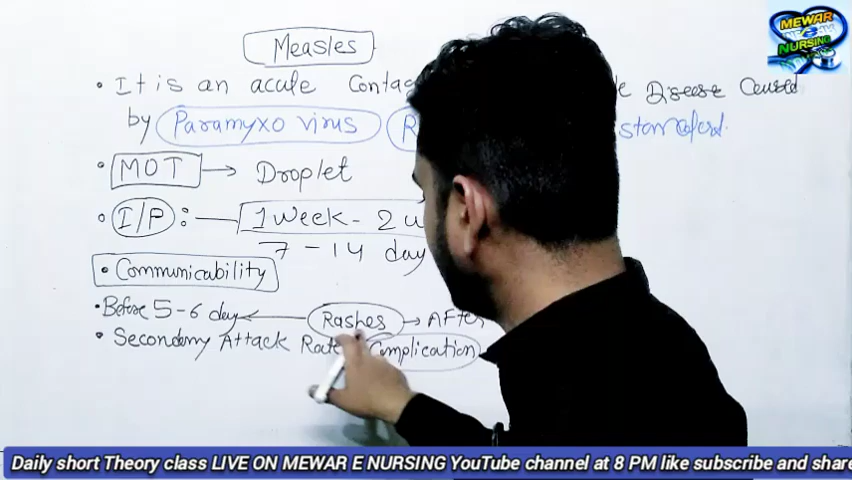 Measles
MEWAR
NURSING
• It is an acute Contag Disease Caused
by Paramyxo virus R
• MOT → Droplet
• I/P : — 1 week - 2 w
7 - 14 day
• Communicability
• Before 5-6 day ← Rashes → After
• Secondary Attack Rate Complication
Daily short Theory class LIVE ON MEWAR E NURSING YouTube channel at 8 PM like subscribe and share